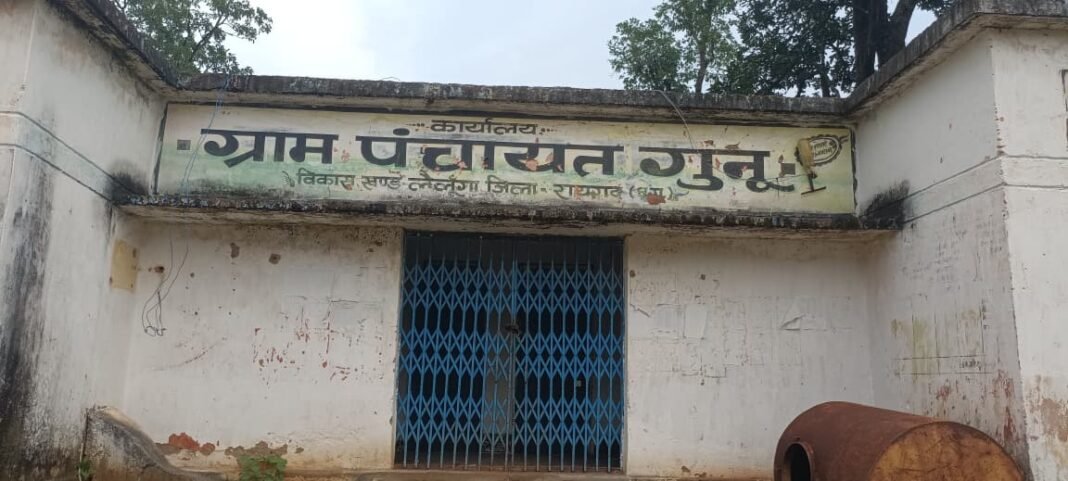 कार्यालय
ग्राम पंचायत गुनू
विकास खण्ड लैलूंगा जिला - रायगढ़ (छ.ग.)